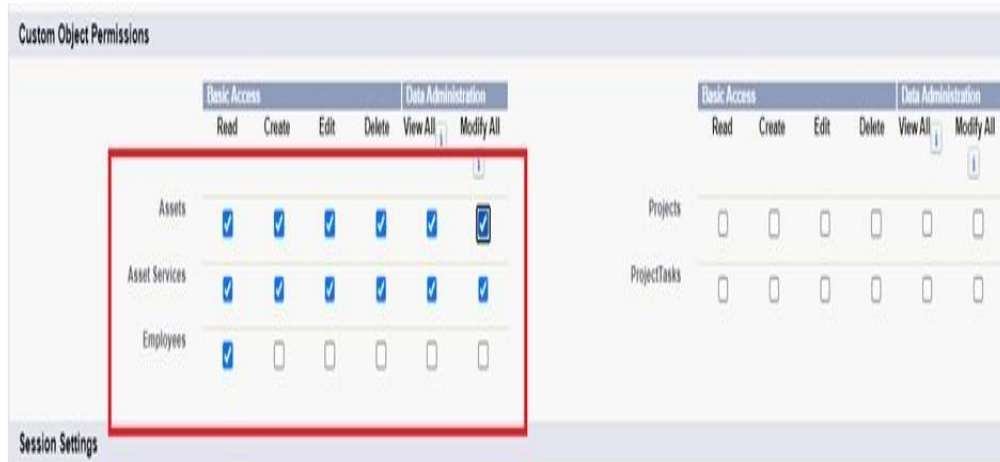 Custom Object Permissions
Basic Access Data Administration Basic Access Data Administration
Read Create Edit Delete View All i Modify All i Read Create Edit Delete View All i Modify All i
Assets Projects
Asset Services ProjectTasks
Employees
Session Settings